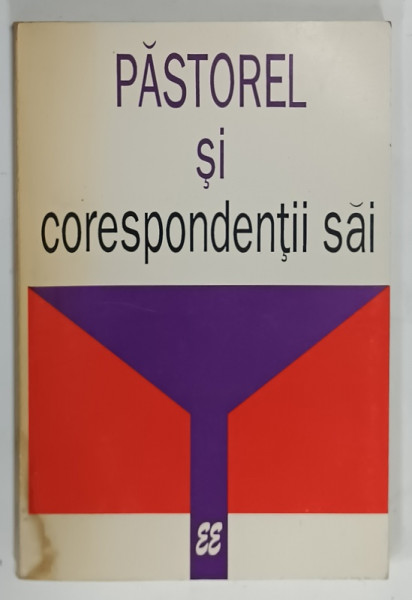 PĂSTOREL
şi
corespondenţii săi
EE